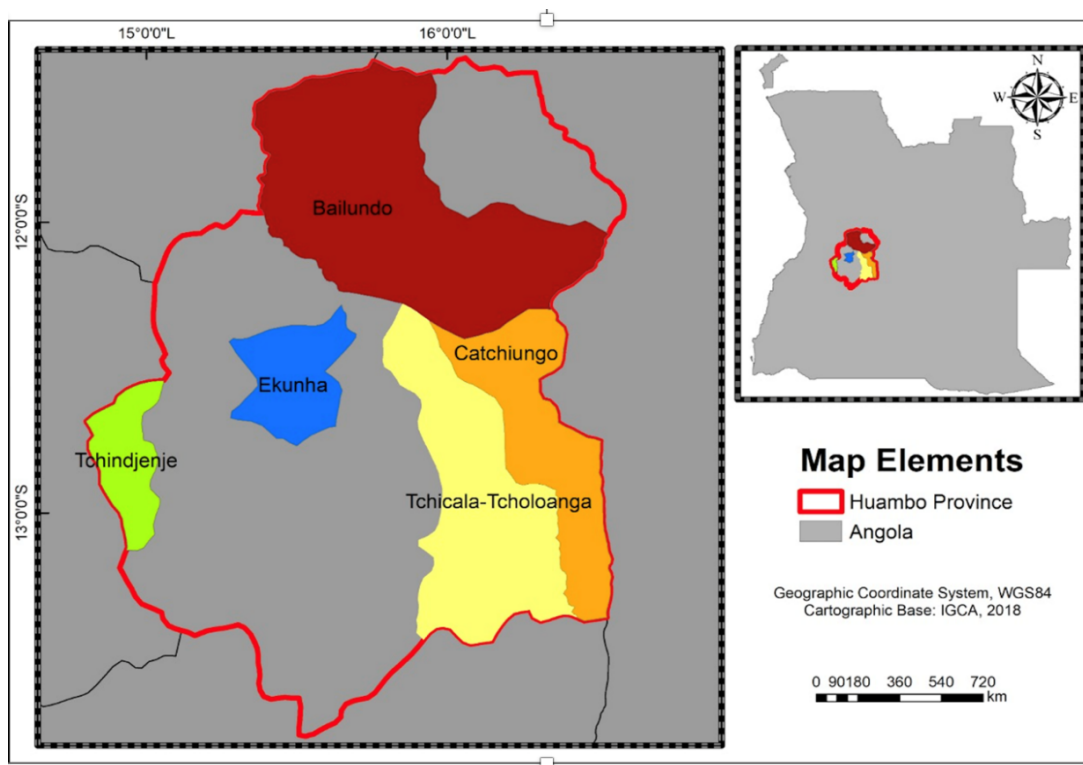 15°0'0"L
16°0'0"L
12°0'0"S
13°0'0"S
Bailundo
Catchiungo
Ekunha
Tchindjenje
Tchicala-Tcholoanga
N
W
E
S
Map Elements
Huambo Province
Angola
Geographic Coordinate System, WGS84
Cartographic Base: IGCA, 2018
0 90180 360 540 720
km